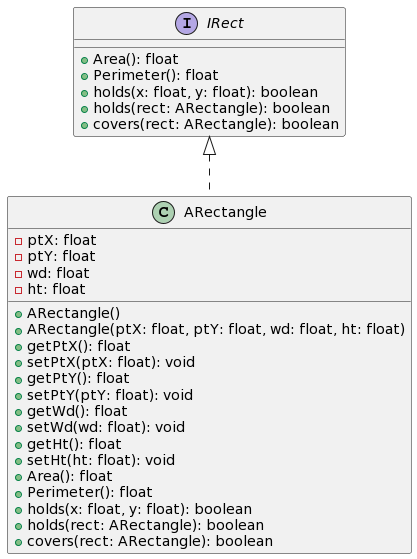 I IRect
Area(): float
Perimeter(): float
holds(x: float, y: float): boolean
holds(rect: ARectangle): boolean
covers(rect: ARectangle): boolean
C ARectangle
ptX: float
ptY: float
wd: float
ht: float
ARectangle()
ARectangle(ptX: float, ptY: float, wd: float, ht: float)
getPtX(): float
setPtX(ptX: float): void
getPtY(): float
setPtY(ptY: float): void
getWd(): float
setWd(wd: float): void
getHt(): float
setHt(ht: float): void
Area(): float
Perimeter(): float
holds(x: float, y: float): boolean
holds(rect: ARectangle): boolean
covers(rect: ARectangle): boolean